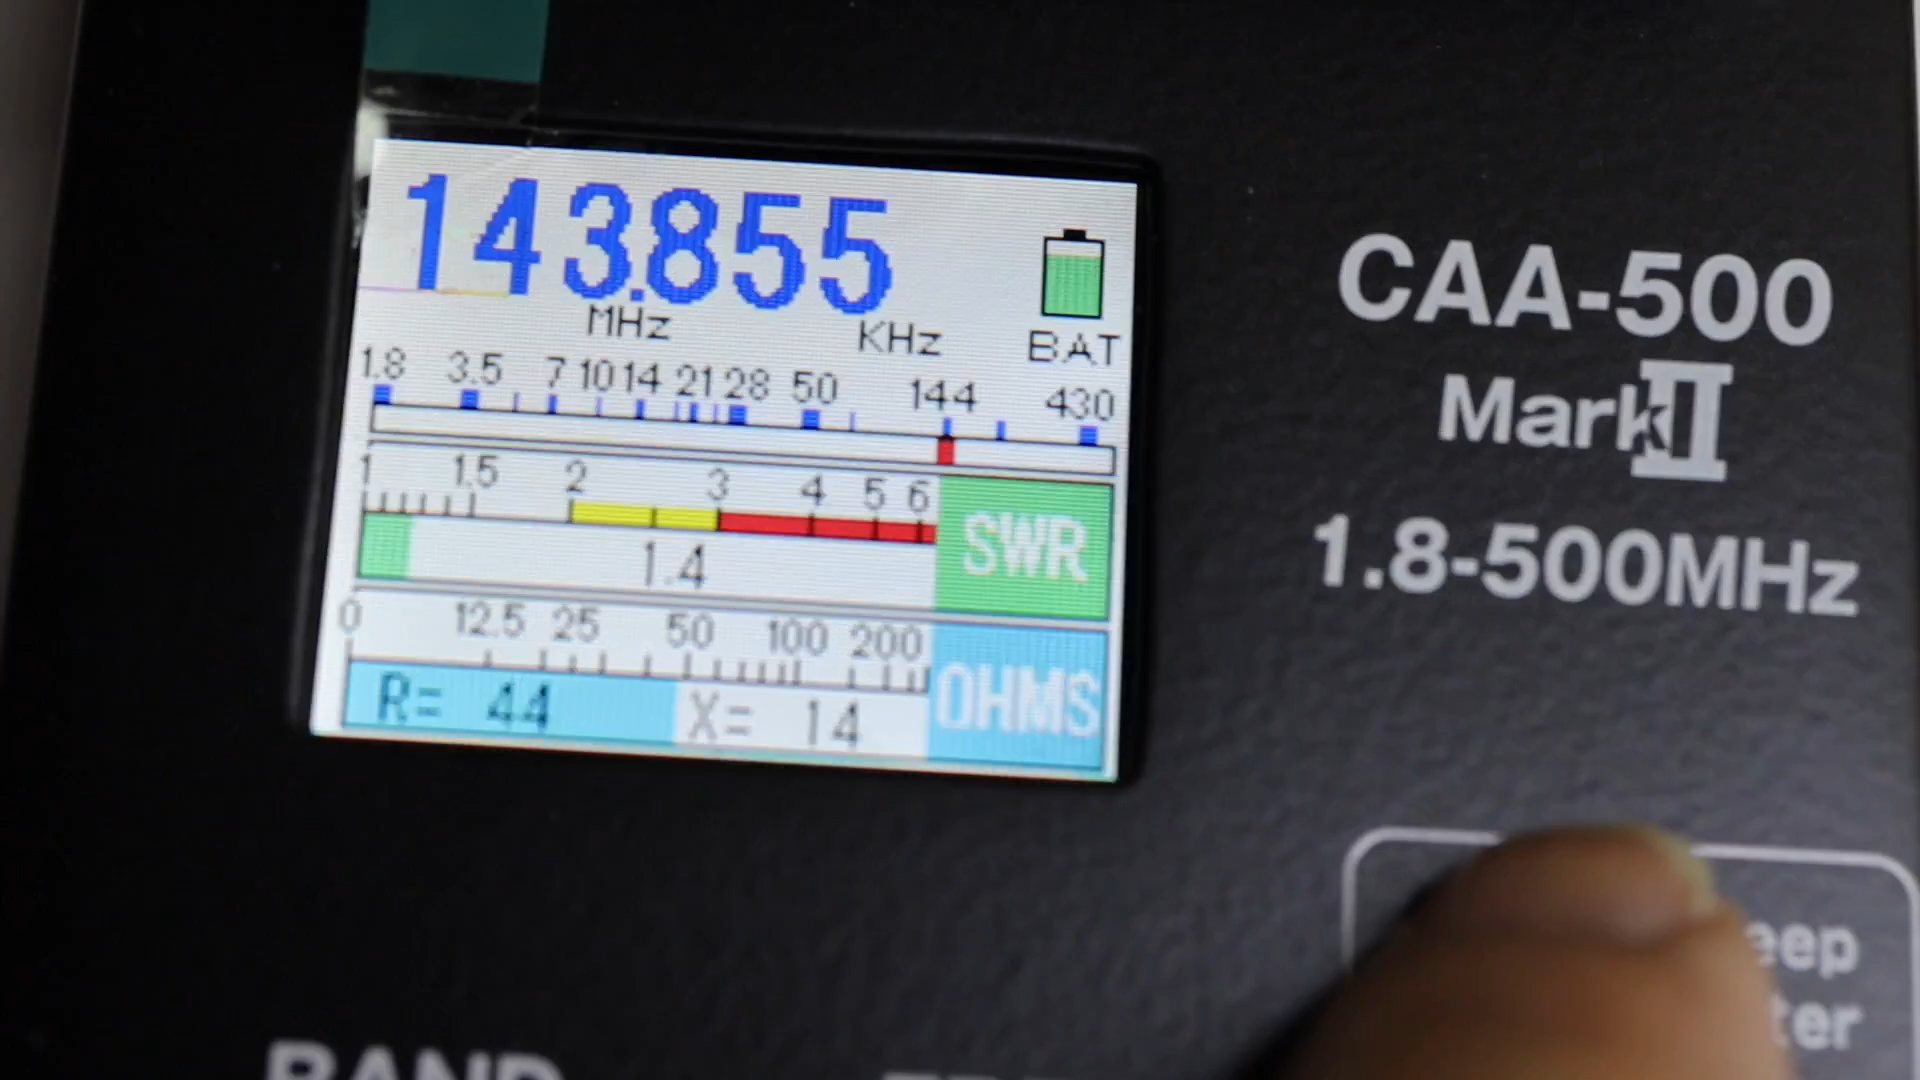 143.855
MHz KHz BAT
1.8 3.5 7 10 14 21 28 50 144 430
1 1.5 2 3 4 5 6
SWR
1.4
0 12.5 25 50 100 200
OHMS
R= 44 X= 14
CAA-500
MarkII
1.8-500MHz
BAND